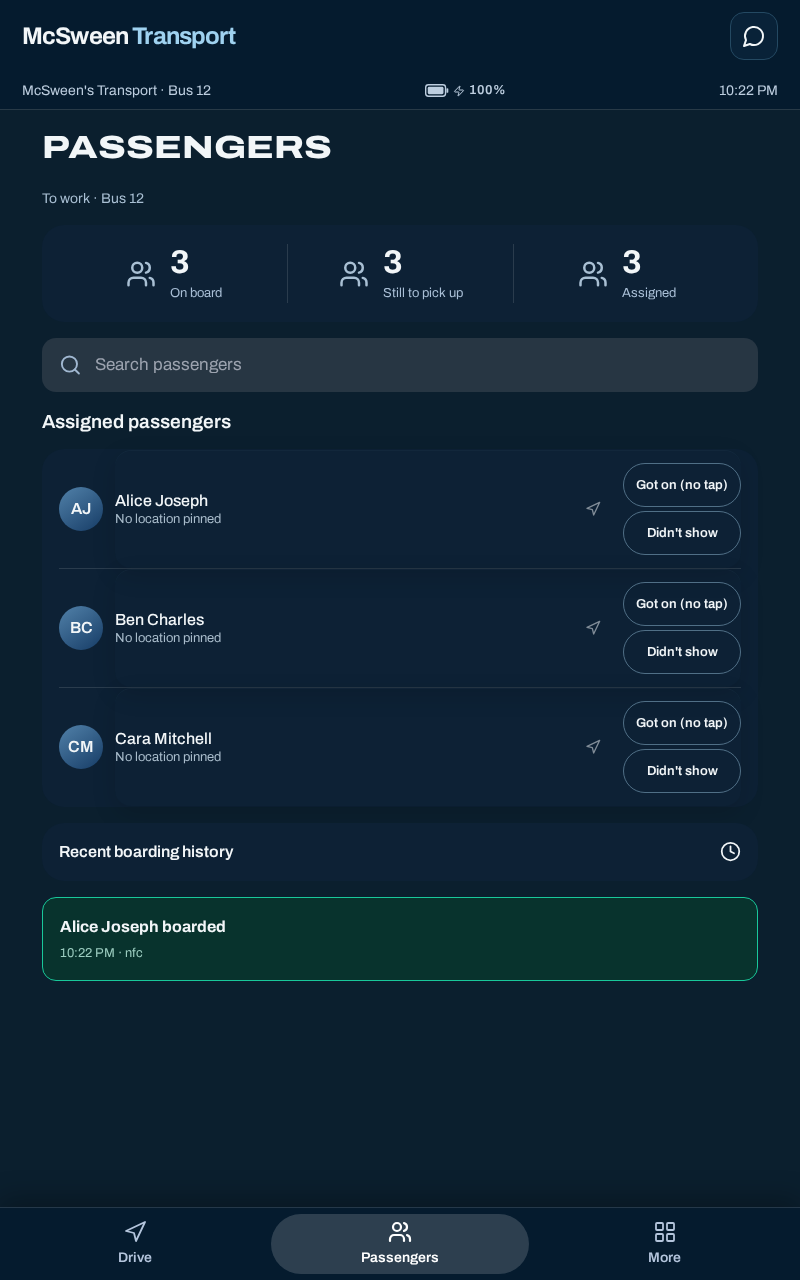 McSween Transport
McSween's Transport · Bus 12
100%
10:22 PM
PASSENGERS
To work · Bus 12
3
On board
3
Still to pick up
3
Assigned
Search passengers
Assigned passengers
AJ
Alice Joseph
No location pinned
Got on (no tap)
Didn't show
BC
Ben Charles
No location pinned
Got on (no tap)
Didn't show
CM
Cara Mitchell
No location pinned
Got on (no tap)
Didn't show
Recent boarding history
Alice Joseph boarded
10:22 PM · nfc
Drive
Passengers
More